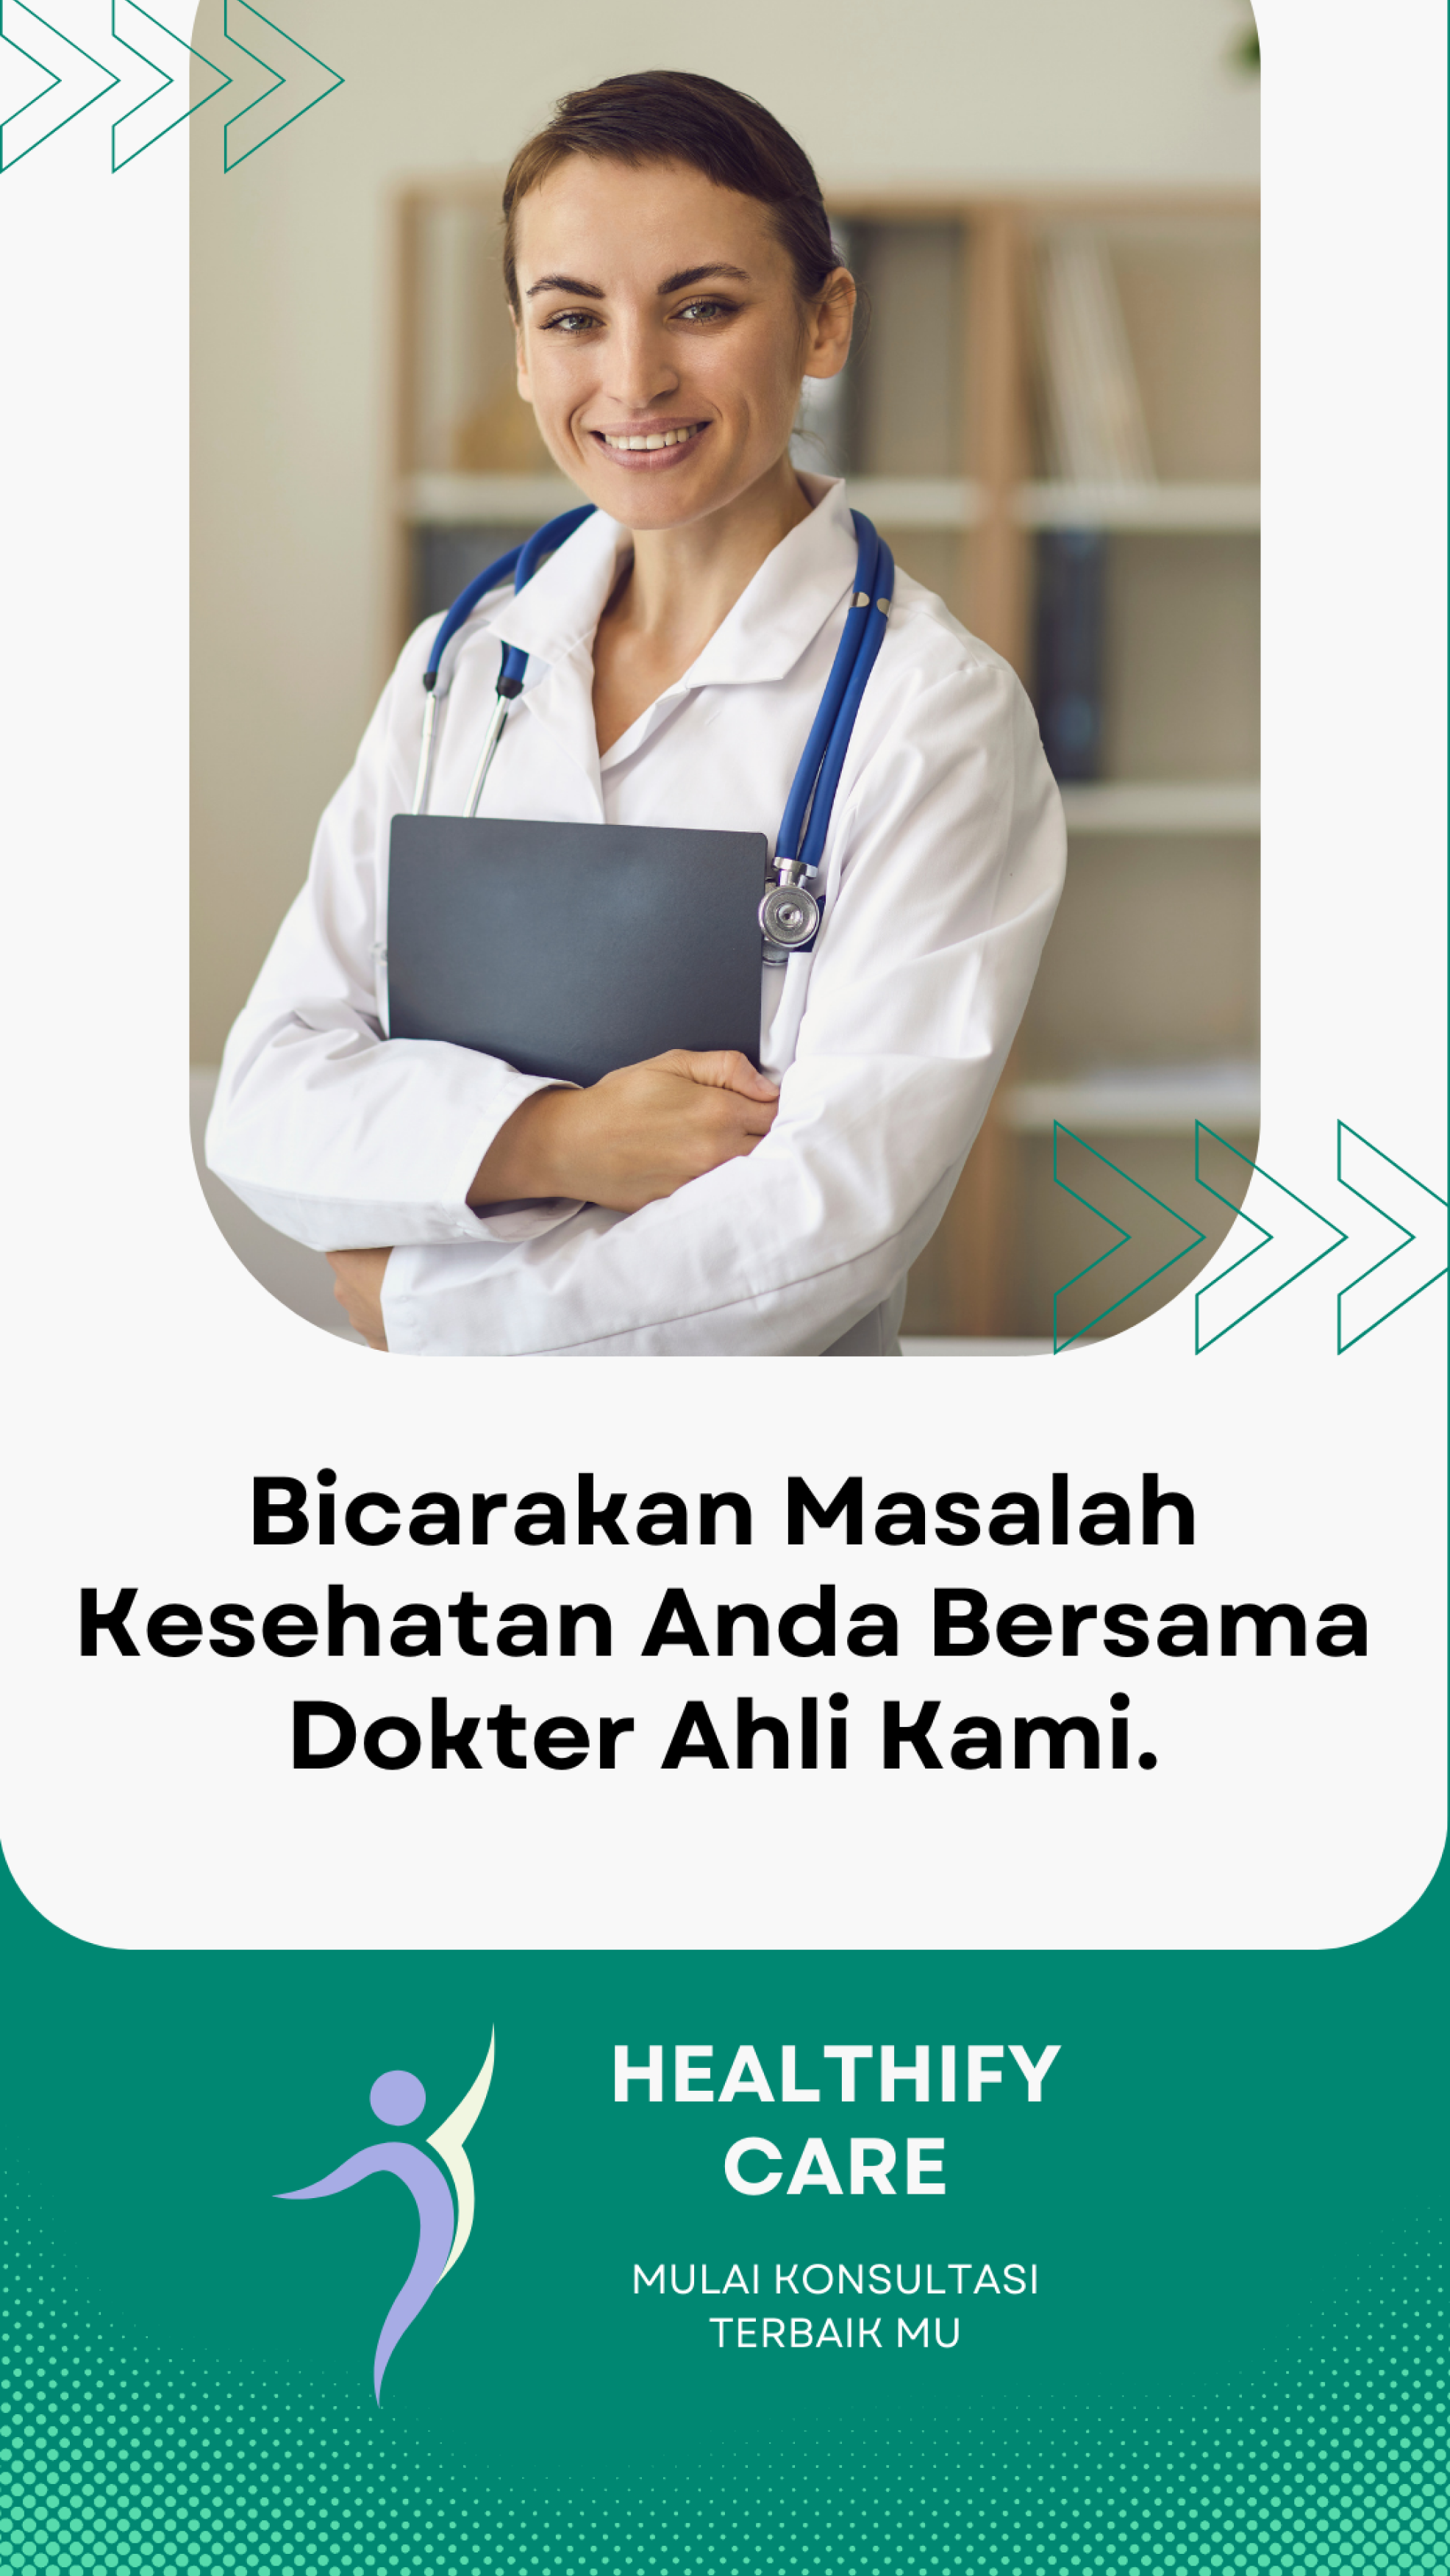 Bicarakan Masalah
Kesehatan Anda Bersama
Dokter Ahli Kami.
HEALTHIFY
CARE
MULAI KONSULTASI
TERBAIK MU